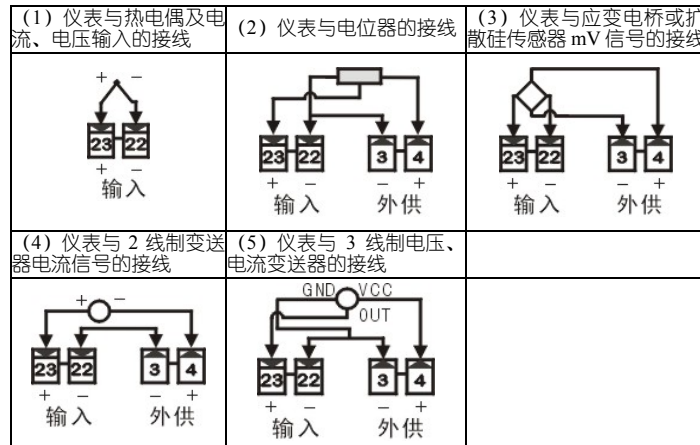 （1）仪表与热电偶及电
流、电压输入的接线
（2）仪表与电位器的接线
（3）仪表与应变电桥或扩
散硅传感器 mV 信号的接线
+ −
23 22
+ −
输入
23 22 3 4
+ − − +
输入 外供
23 22 3 4
+ − − +
输入 外供
（4）仪表与 2 线制变送
器电流信号的接线
（5）仪表与 3 线制电压、
电流变送器的接线
+ −
23 22 3 4
+ − − +
输入 外供
GND VCC
OUT
23 22 3 4
+ − − +
输入 外供